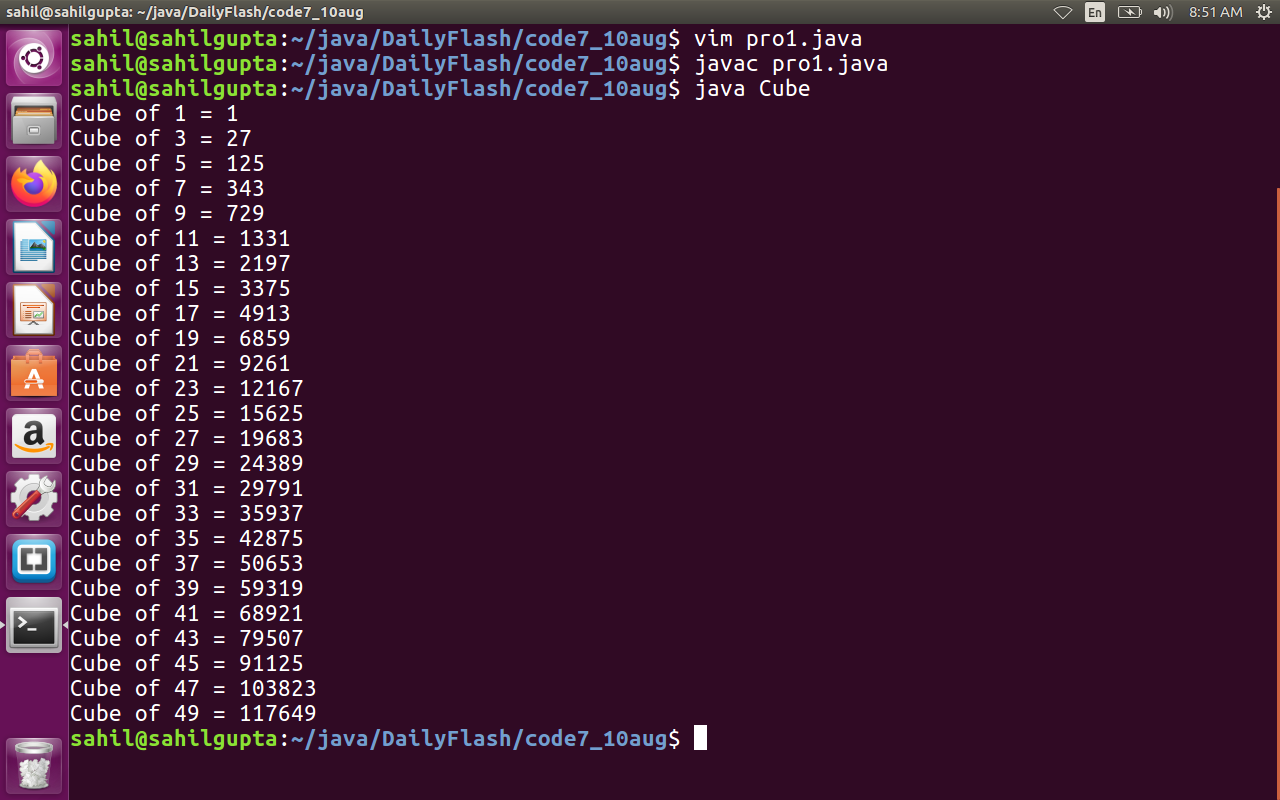 sahil@sahilgupta: ~/java/DailyFlash/code7_10aug
En
8:51 AM
sahil@sahilgupta:~/java/DailyFlash/code7_10aug$ vim pro1.java
sahil@sahilgupta:~/java/DailyFlash/code7_10aug$ javac pro1.java
sahil@sahilgupta:~/java/DailyFlash/code7_10aug$ java Cube
Cube of 1 = 1
Cube of 3 = 27
Cube of 5 = 125
Cube of 7 = 343
Cube of 9 = 729
Cube of 11 = 1331
Cube of 13 = 2197
Cube of 15 = 3375
Cube of 17 = 4913
Cube of 19 = 6859
Cube of 21 = 9261
Cube of 23 = 12167
Cube of 25 = 15625
Cube of 27 = 19683
Cube of 29 = 24389
Cube of 31 = 29791
Cube of 33 = 35937
Cube of 35 = 42875
Cube of 37 = 50653
Cube of 39 = 59319
Cube of 41 = 68921
Cube of 43 = 79507
Cube of 45 = 91125
Cube of 47 = 103823
Cube of 49 = 117649
sahil@sahilgupta:~/java/DailyFlash/code7_10aug$